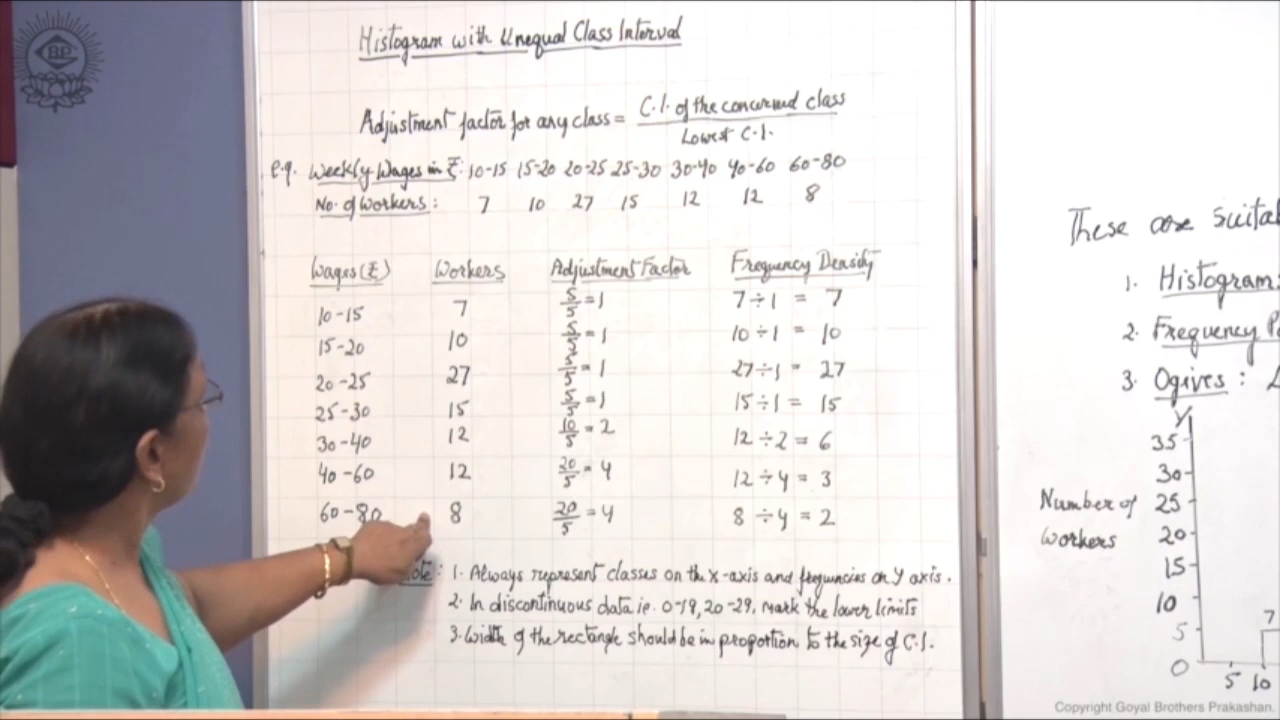 Histogram with Unequal Class Interval
Adjustment factor for any class = C.I. of the concerned class
Lowest C.I.
e.g. Weekly Wages in ₹: 10-15 15-20 20-25 25-30 30-40 40-60 60-80
No. of Workers: 7 10 27 15 12 12 8
Wages (₹) Workers Adjustment Factor Frequency Density
10-15 7 5/5 = 1 7 ÷ 1 = 7
15-20 10 5/5 = 1 10 ÷ 1 = 10
20-25 27 5/5 = 1 27 ÷ 1 = 27
25-30 15 5/5 = 1 15 ÷ 1 = 15
30-40 12 10/5 = 2 12 ÷ 2 = 6
40-60 12 20/5 = 4 12 ÷ 4 = 3
60-80 8 20/5 = 4 8 ÷ 4 = 2
Note: 1. Always represent classes on the x-axis and frequncies on Y axis.
2. In discontinuous data ie. 0-19, 20-29, mark the lower limits
3. Width of the rectangle should be in proportion to the size of C.I.
These are
1. Histogram:
2. Frequency
3. Ogives:
Y
35
30
25
20
15
10
5
0
Number of
workers
7
5 10
BP
Copyright Goyal Brothers Prakashan.